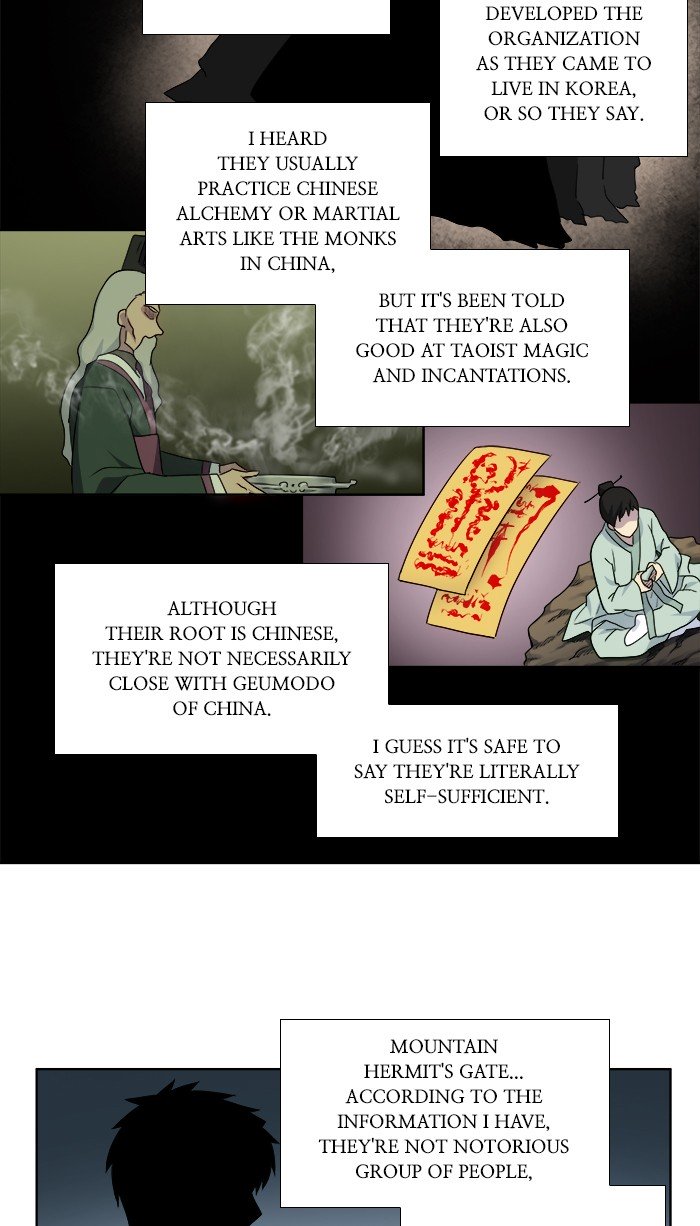 DEVELOPED THE
ORGANIZATION
AS THEY CAME TO
LIVE IN KOREA,
OR SO THEY SAY.
I HEARD
THEY USUALLY
PRACTICE CHINESE
ALCHEMY OR MARTIAL
ARTS LIKE THE MONKS
IN CHINA,
BUT IT'S BEEN TOLD
THAT THEY'RE ALSO
GOOD AT TAOIST MAGIC
AND INCANTATIONS.
ALTHOUGH
THEIR ROOT IS CHINESE,
THEY'RE NOT NECESSARILY
CLOSE WITH GEUMODO
OF CHINA.
I GUESS IT'S SAFE TO
SAY THEY'RE LITERALLY
SELF-SUFFICIENT.
MOUNTAIN
HERMIT'S GATE...
ACCORDING TO THE
INFORMATION I HAVE,
THEY'RE NOT NOTORIOUS
GROUP OF PEOPLE,